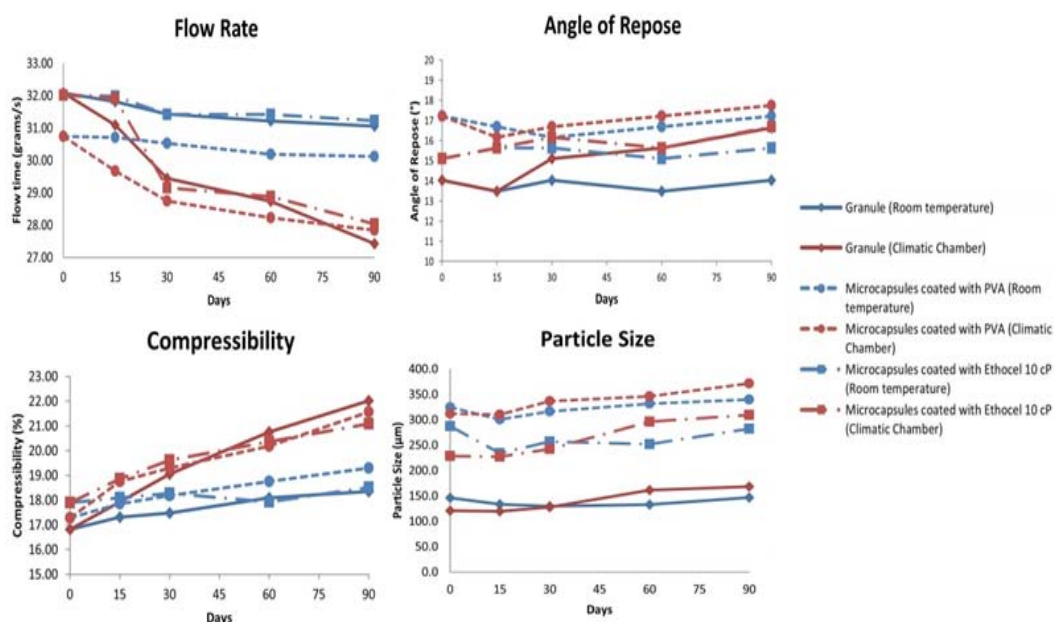 Flow Rate
Flow time (grams/s)
33.00
32.00
31.00
30.00
29.00
28.00
27.00
0 15 30 45 60 75 90
Days
Angle of Repose
Angle of Repose (°)
20
19
18
17
16
15
14
13
12
11
10
0 15 30 45 60 75 90
Days
Compressibility
Compressibility (%)
23.00
22.00
21.00
20.00
19.00
18.00
17.00
16.00
15.00
0 15 30 45 60 75 90
Days
Particle Size
Particle Size (µm)
400.0
350.0
300.0
250.0
200.0
150.0
100.0
50.0
0.0
0 15 30 45 60 75 90
Days
Granule (Room temperature)
Granule (Climatic Chamber)
Microcapsules coated with PVA (Room
temperature)
Microcapsules coated with PVA (Climatic
Chamber)
Microcapsules coated with Ethocel 10 cP
(Room temperature)
Microcapsules coated with Ethocel 10 cP
(Climatic Chamber)